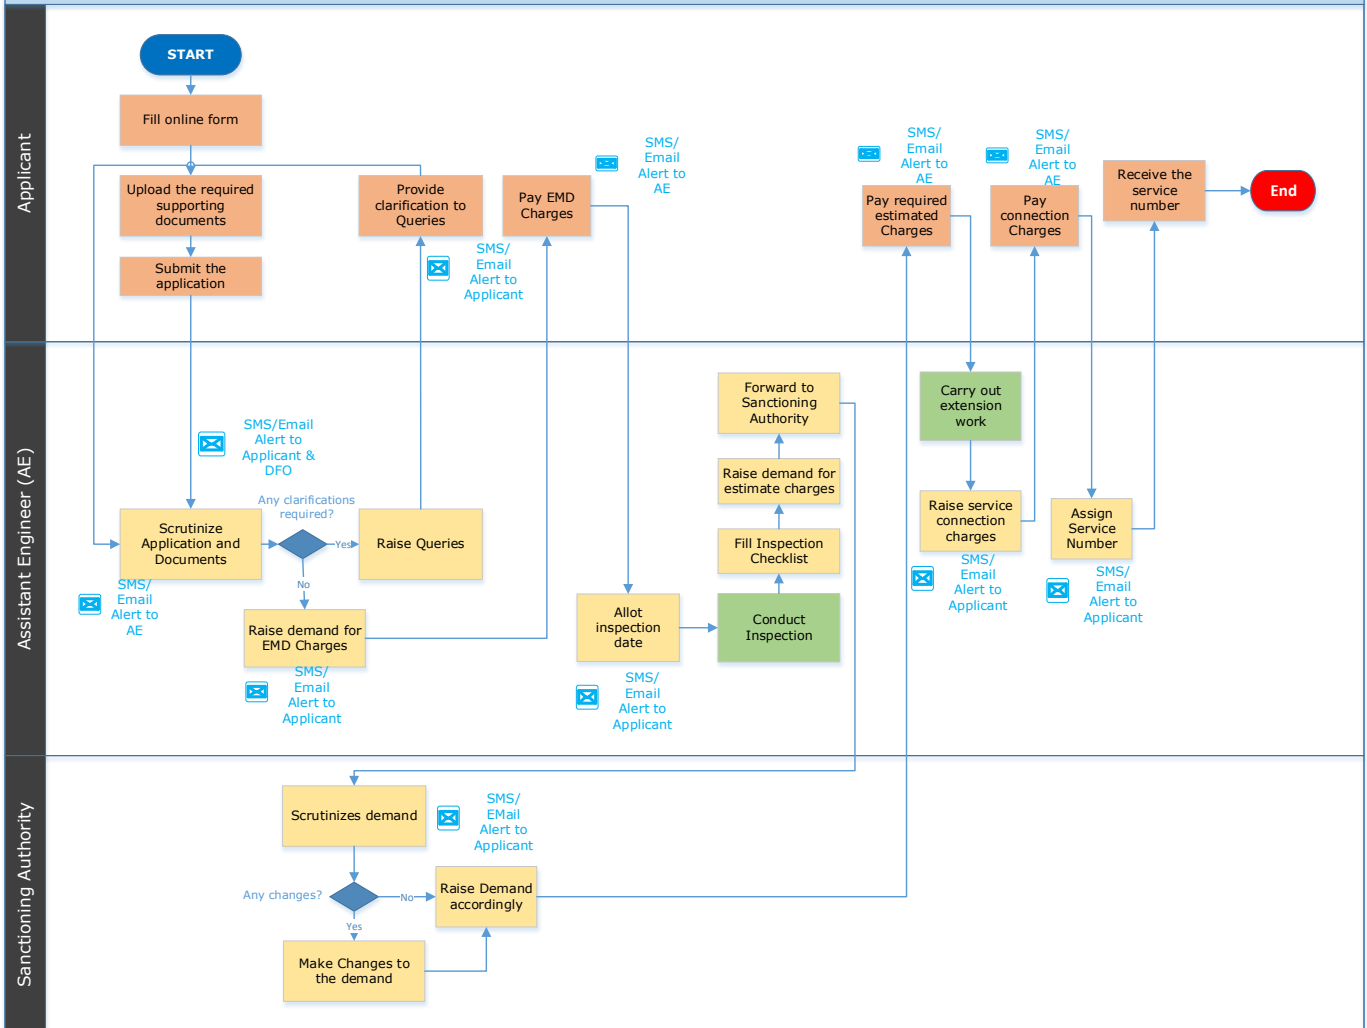 Applicant
START
Fill online form
Upload the required
supporting
documents
Submit the
application
Provide
clarification to
Queries
SMS/
Email
Alert to
Applicant
Pay EMD
Charges
SMS/
Email
Alert to
AE
SMS/
Email
Alert to
AE
Pay required
estimated
Charges
SMS/
Email
Alert to
AE
Pay
connection
Charges
Receive the
service
number
End
Assistant Engineer (AE)
SMS/Email
Alert to
Applicant &
DFO
Scrutinize
Application and
Documents
SMS/
Email
Alert to
AE
Any clarifications
required?
Yes
No
Raise Queries
Raise demand for
EMD Charges
SMS/
Email
Alert to
Applicant
Allot
inspection
date
SMS/
Email
Alert to
Applicant
Conduct
Inspection
Fill Inspection
Checklist
Raise demand for
estimate charges
Forward to
Sanctioning
Authority
Carry out
extension
work
Raise service
connection
charges
SMS/
Email
Alert to
Applicant
Assign
Service
Number
SMS/
Email
Alert to
Applicant
Sanctioning Authority
Scrutinizes demand
SMS/
EMail
Alert to
Applicant
Any changes?
No
Yes
Raise Demand
accordingly
Make Changes to
the demand